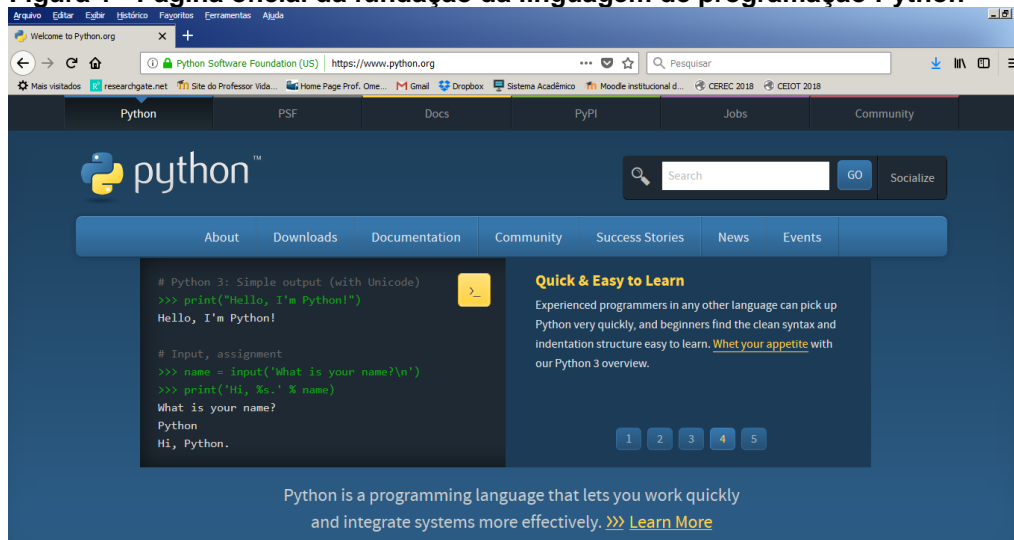 Figura 1 - Página oficial da fundação da linguagem de programação Python
Arquivo Editar Exibir Histórico Favoritos Ferramentas Ajuda
Welcome to Python.org
Python Software Foundation (US) https://www.python.org
Pesquisar
Mais visitados researchgate.net Site do Professor Vida... Home Page Prof. Ome... Gmail Dropbox Sistema Acadêmico Moodle institucional d... CEREC 2018 CEIOT 2018
Python PSF Docs PyPI Jobs Community
python™
Search GO Socialize
About Downloads Documentation Community Success Stories News Events
# Python 3: Simple output (with Unicode)
>>> print("Hello, I'm Python!")
Hello, I'm Python!
# Input, assignment
>>> name = input('What is your name?\n')
>>> print('Hi, %s.' % name)
What is your name?
Python
Hi, Python.
>_
Quick & Easy to Learn
Experienced programmers in any other language can pick up
Python very quickly, and beginners find the clean syntax and
indentation structure easy to learn. Whet your appetite with
our Python 3 overview.
1 2 3 4 5
Python is a programming language that lets you work quickly
and integrate systems more effectively. >>> Learn More